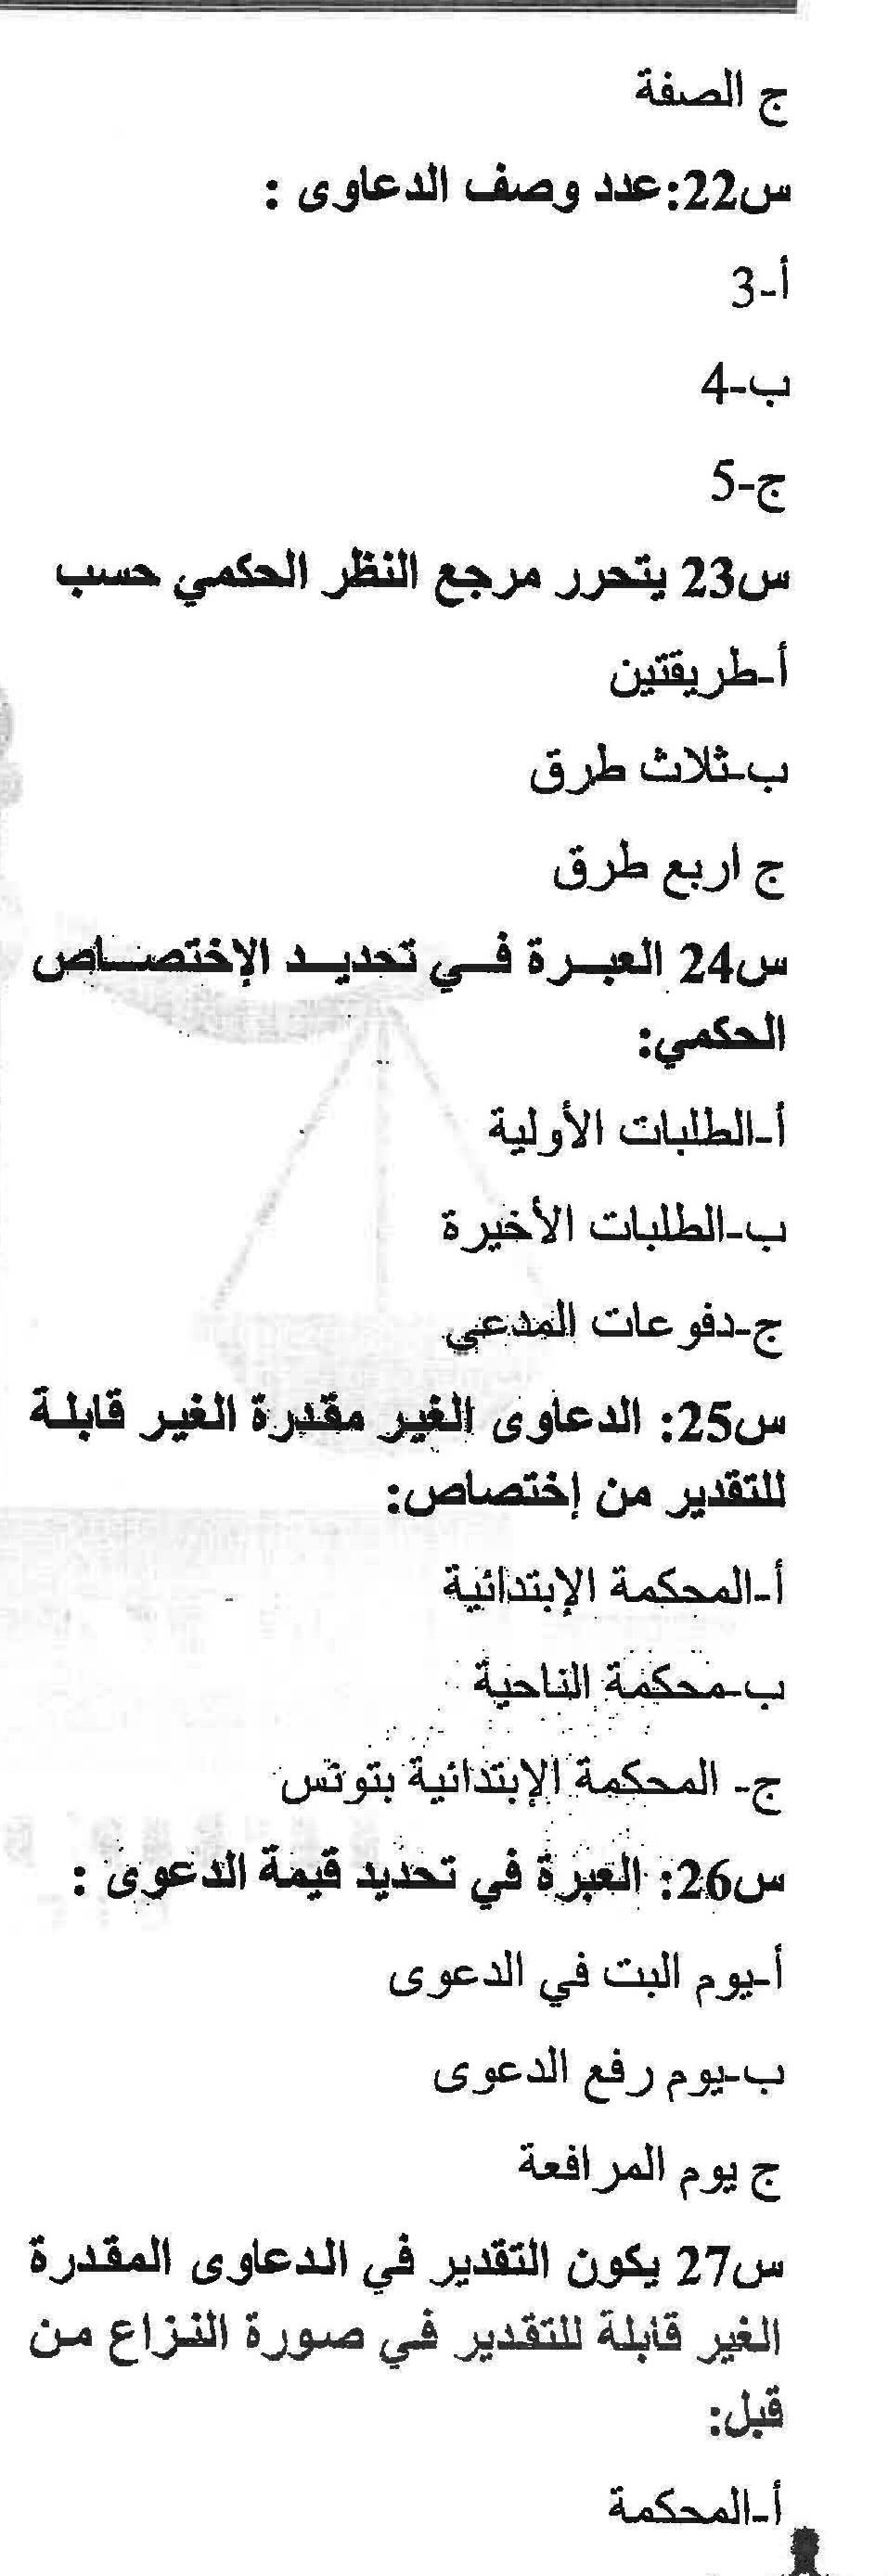 ج الصفة
س22:عدد وصف الدعاوى :
أ-3
ب-4
ج-5
س23 يتحرر مرجع النظر الحكمي حسب
أ-طريقتين
ب-ثلاث طرق
ج اربع طرق
س24 العبرة في تحديد الإختصاص
الحكمي:
أ-الطلبات الأولية
ب-الطلبات الأخيرة
ج-دفوعات المدعي
س25: الدعاوى الغير مقدرة الغير قابلة
للتقدير من إختصاص:
أ-المحكمة الإبتدائية
ب-محكمة الناحية
ج- المحكمة الإبتدائية بتونس
س26: العبرة في تحديد قيمة الدعوى :
أ-يوم البت في الدعوى
ب-يوم رفع الدعوى
ج يوم المرافعة
س27 يكون التقدير في الدعاوى المقدرة
الغير قابلة للتقدير في صورة النزاع من
قبل:
أ-المحكمة